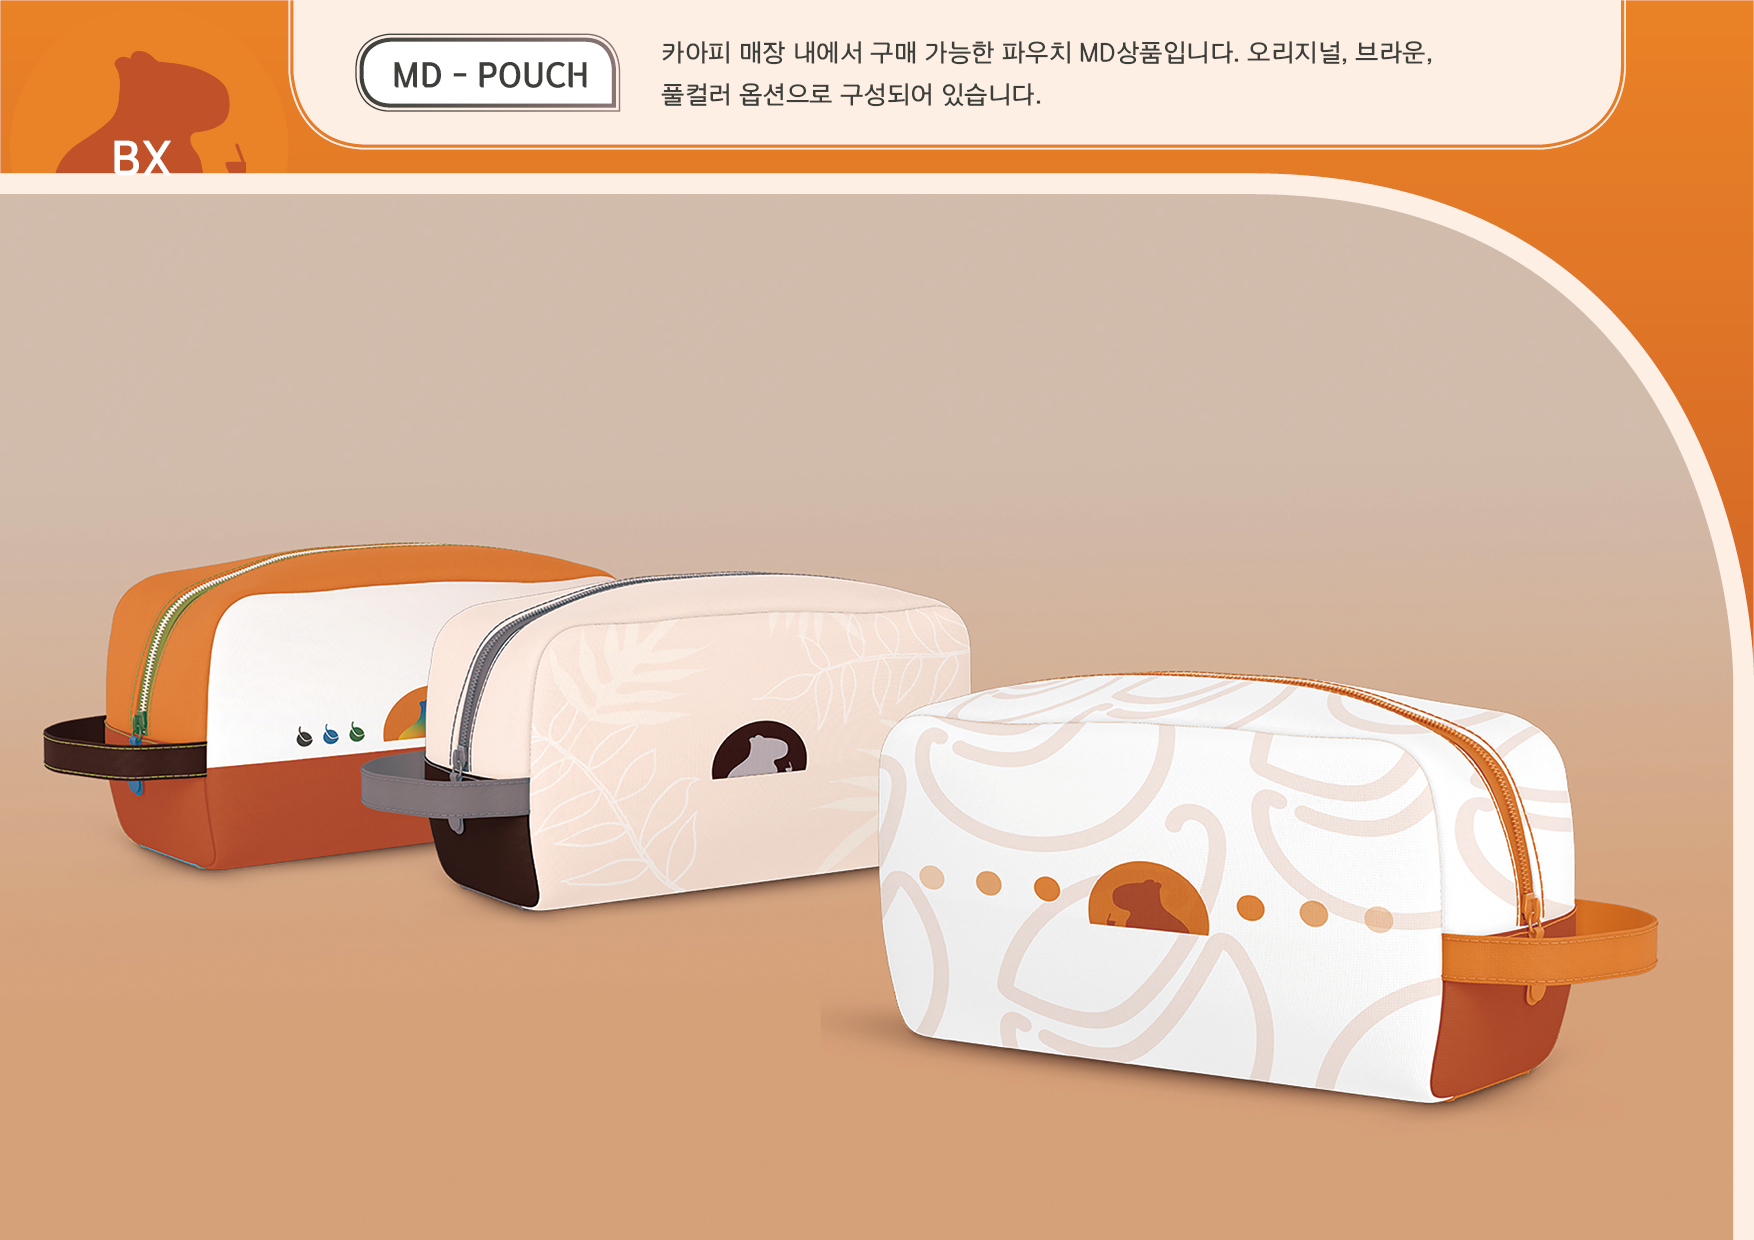 BX
MD - POUCH
카아피 매장 내에서 구매 가능한 파우치 MD상품입니다. 오리지널, 브라운,
풀컬러 옵션으로 구성되어 있습니다.